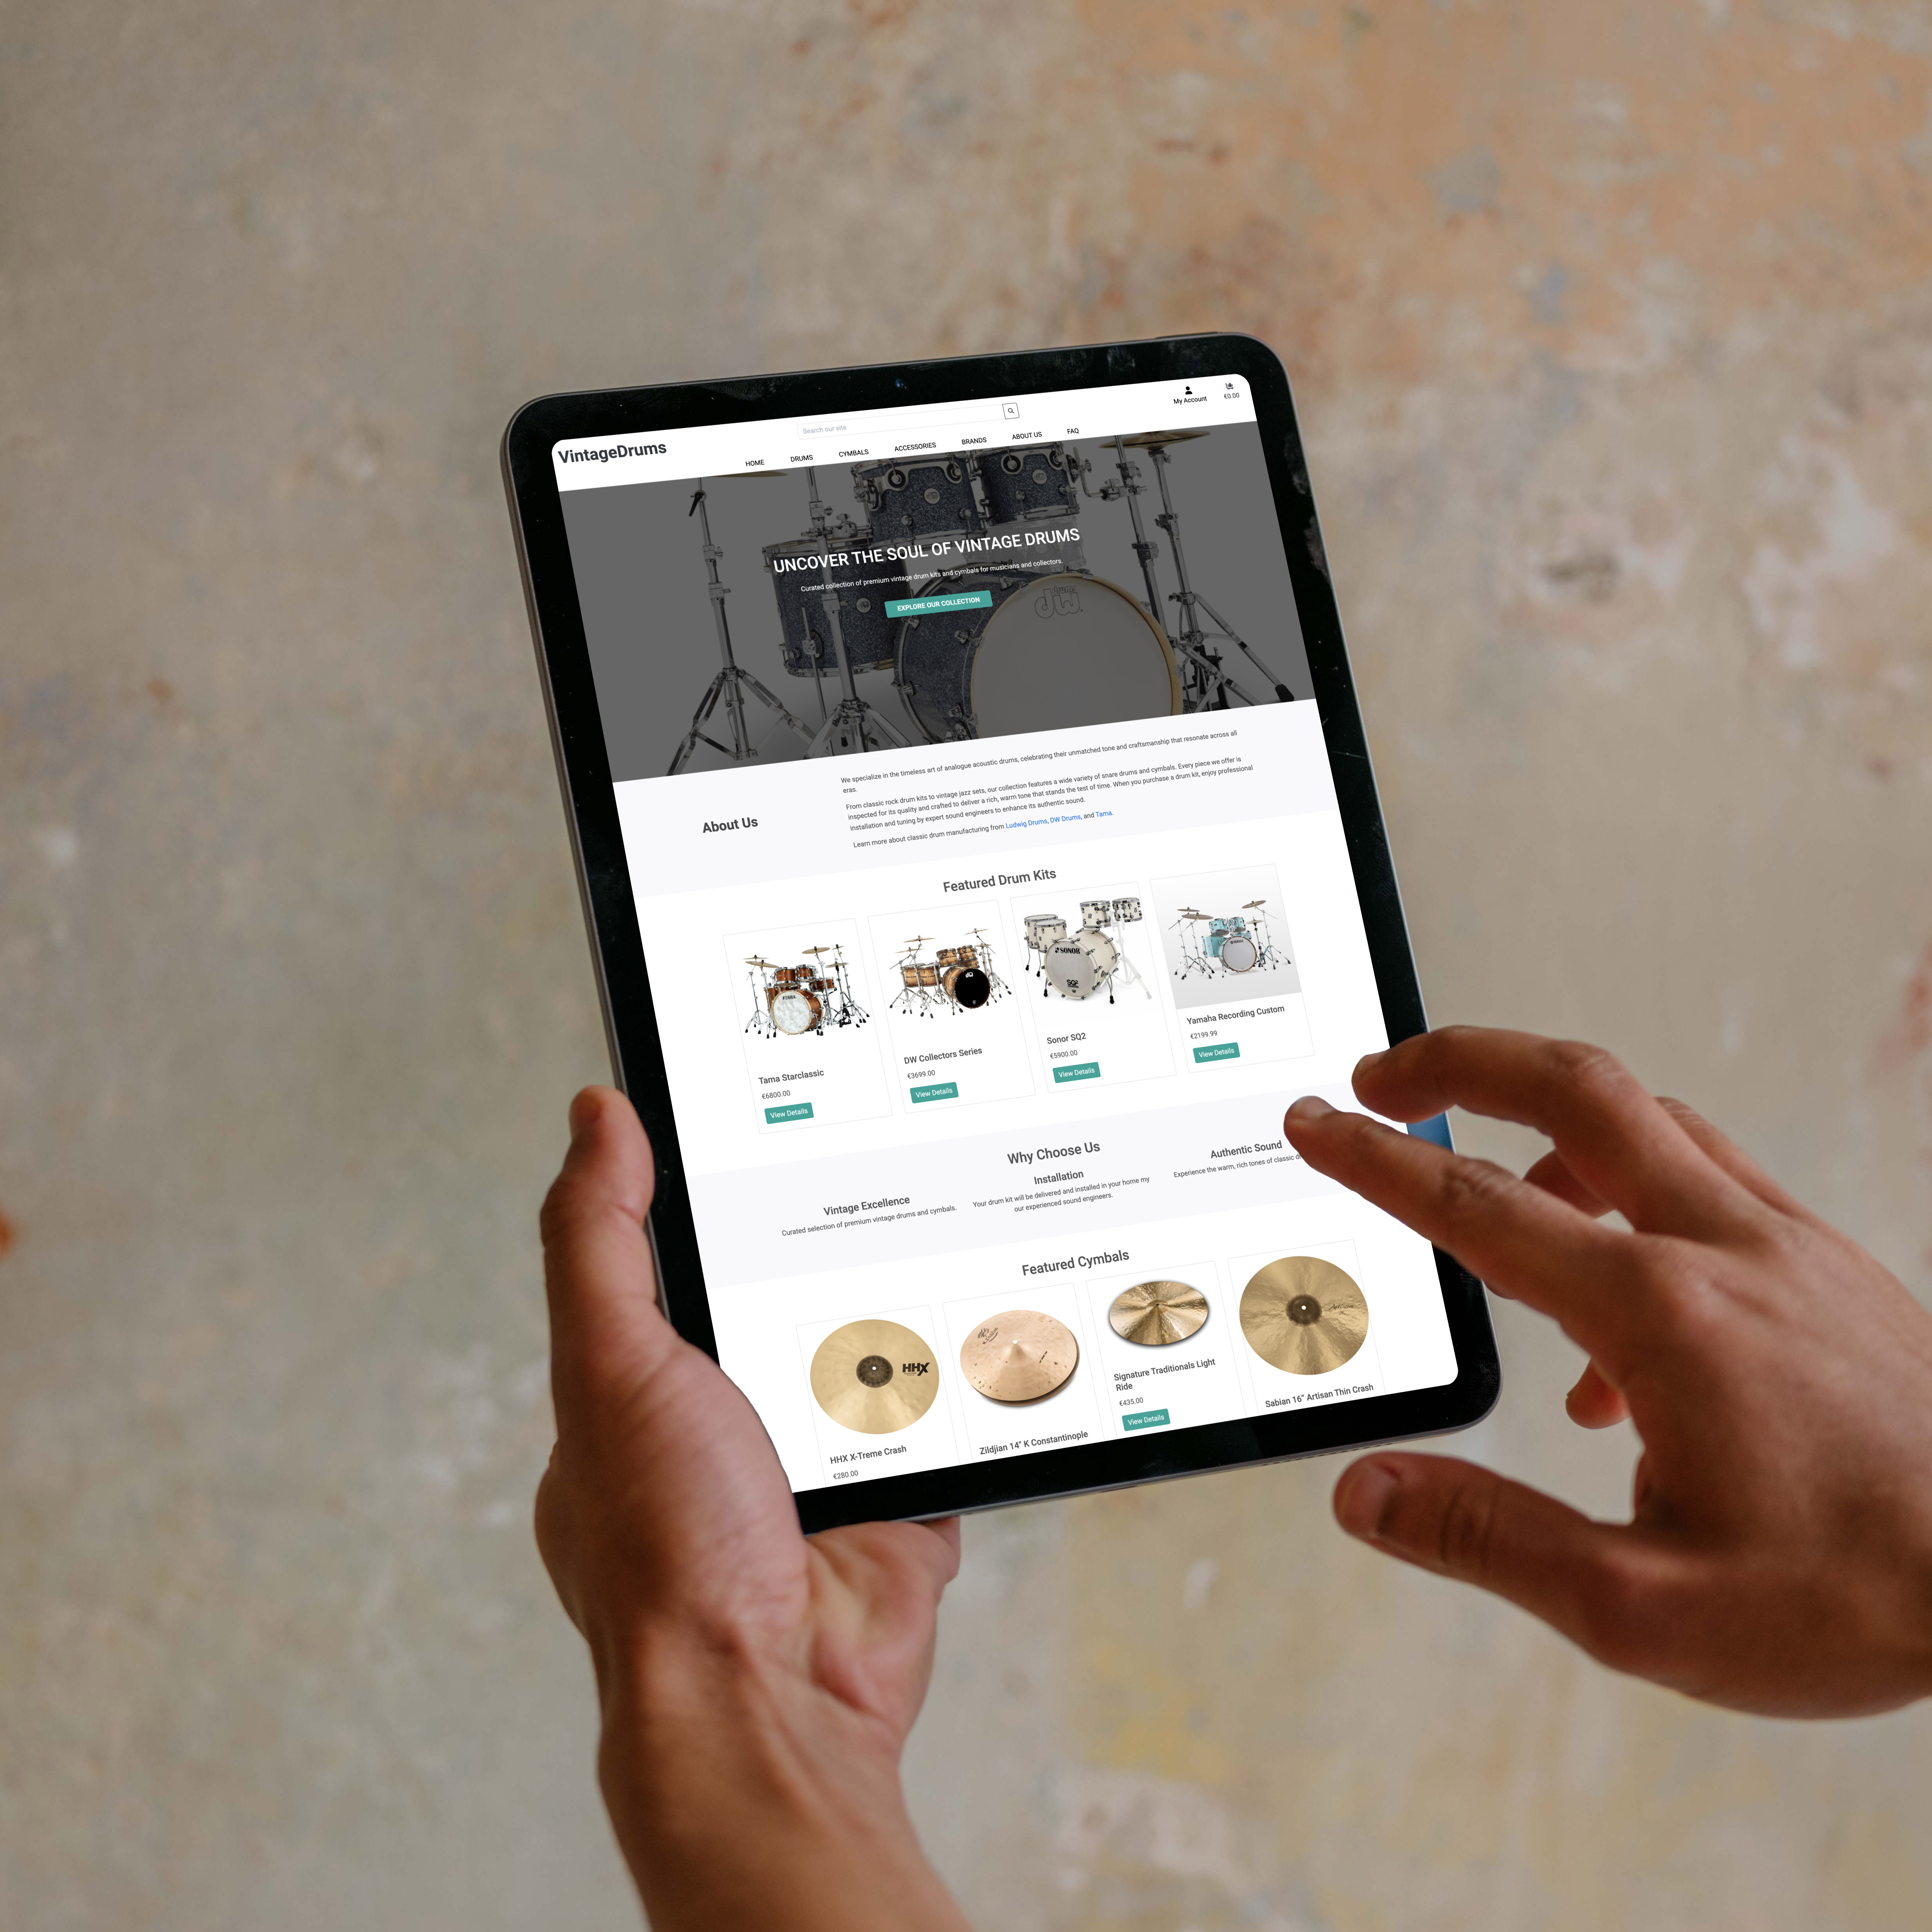 VintageDrums
Search our site
My Account
€0.00
HOME
DRUMS
CYMBALS
ACCESSORIES
BRANDS
ABOUT US
FAQ
dw
UNCOVER THE SOUL OF VINTAGE DRUMS
Curated collection of premium vintage drum kits and cymbals for musicians and collectors.
EXPLORE OUR COLLECTION
About Us
We specialize in the timeless art of analogue acoustic drums, celebrating their unmatched tone and craftsmanship that resonate across all
eras.
From classic rock drum kits to vintage jazz sets, our collection features a wide variety of snare drums and cymbals. Every piece we offer is
inspected for its quality and crafted to deliver a rich, warm tone that stands the test of time. When you purchase a drum kit, enjoy professional
installation and tuning by expert sound engineers to enhance its authentic sound.
Learn more about classic drum manufacturing from Ludwig Drums, DW Drums, and Tama.
Featured Drum Kits
TAMA
Tama Starclassic
€6800.00
View Details
dw
DW Collectors Series
€3699.00
View Details
SONOR
SQ2
Sonor SQ2
€5900.00
View Details
Yamaha Recording Custom
€2199.99
View Details
Why Choose Us
Vintage Excellence
Curated selection of premium vintage drums and cymbals.
Installation
Your drum kit will be delivered and installed in your home my
our experienced sound engineers.
Authentic Sound
Experience the warm, rich tones of classic
Featured Cymbals
HHX
HHX X-Treme Crash
€280.00
Zildjian 14" K Constantinople
Signature Traditionals Light
Ride
€435.00
View Details
Artisan
Sabian 16" Artisan Thin Crash